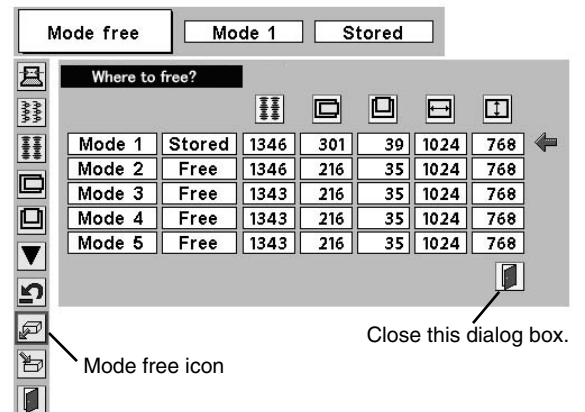 Mode free Mode 1 Stored
Where to free?
Mode 1 Stored 1346 301 39 1024 768
Mode 2 Free 1346 216 35 1024 768
Mode 3 Free 1343 216 35 1024 768
Mode 4 Free 1343 216 35 1024 768
Mode 5 Free 1343 216 35 1024 768
Close this dialog box.
Mode free icon